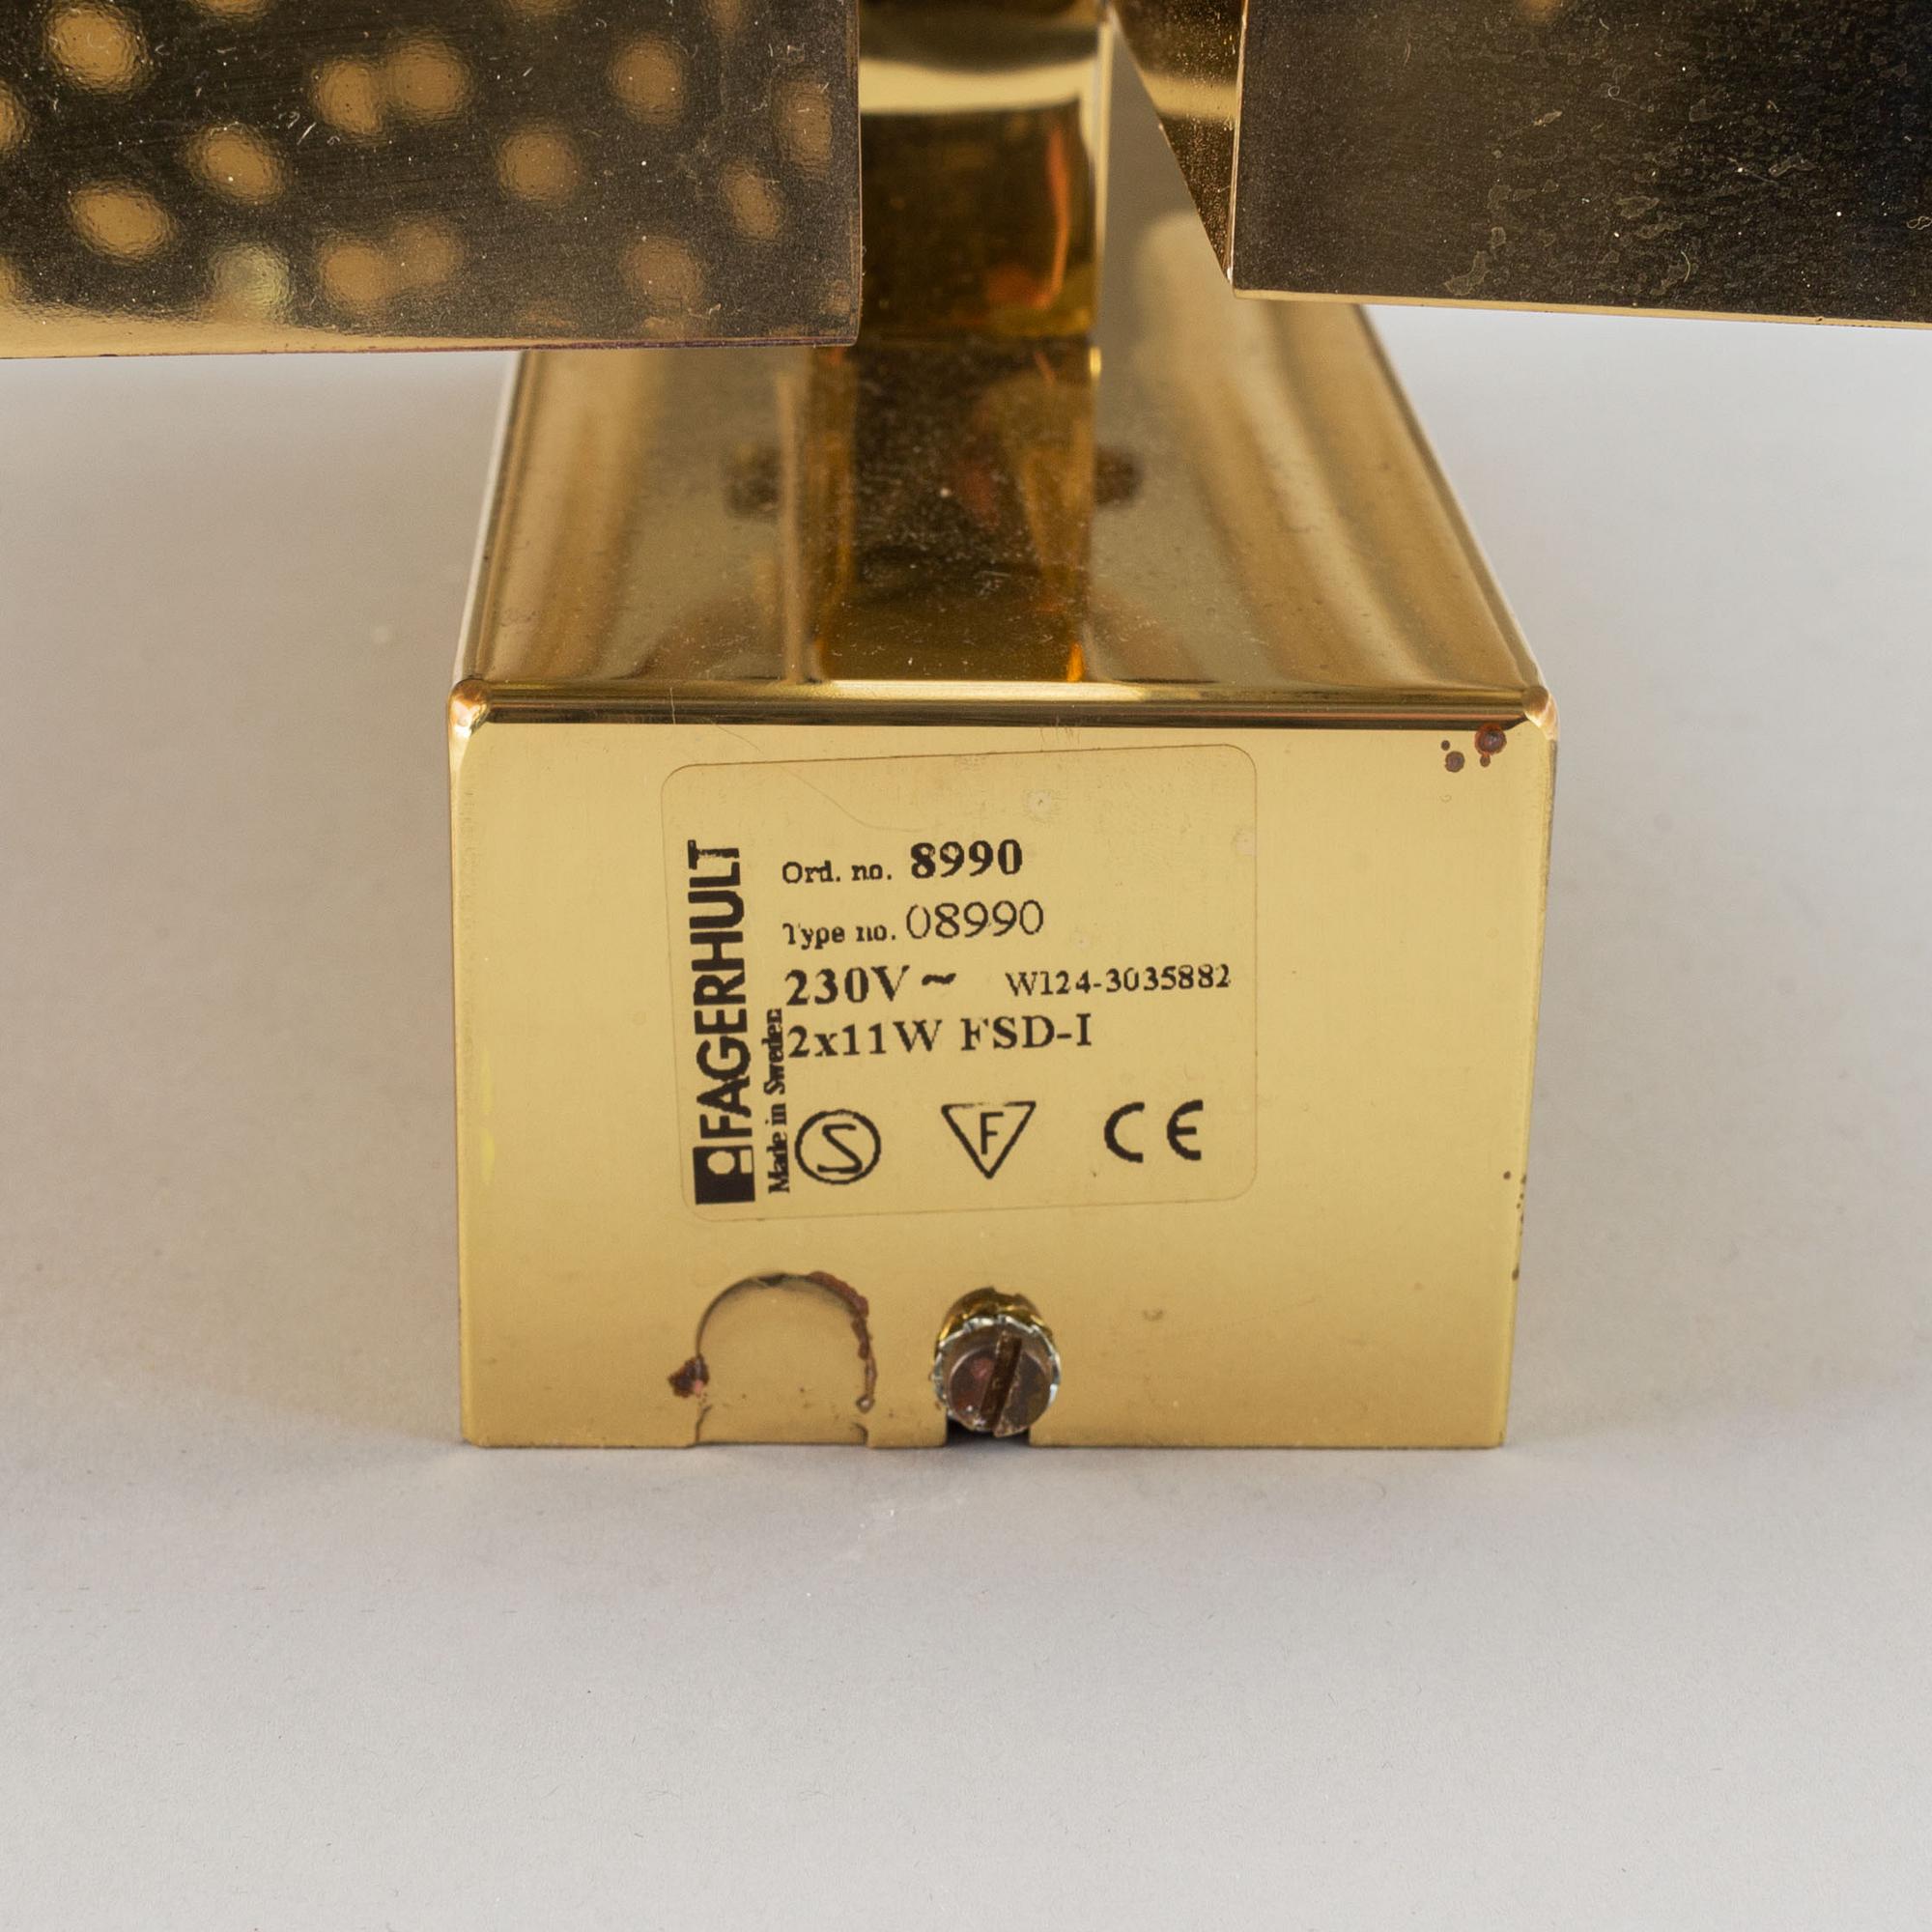 FAGERHULT
Made in Sweden
Ord. no. 8990
Type no. 08990
230V~ W124-3035882
2x11W FSD-I
S F CE